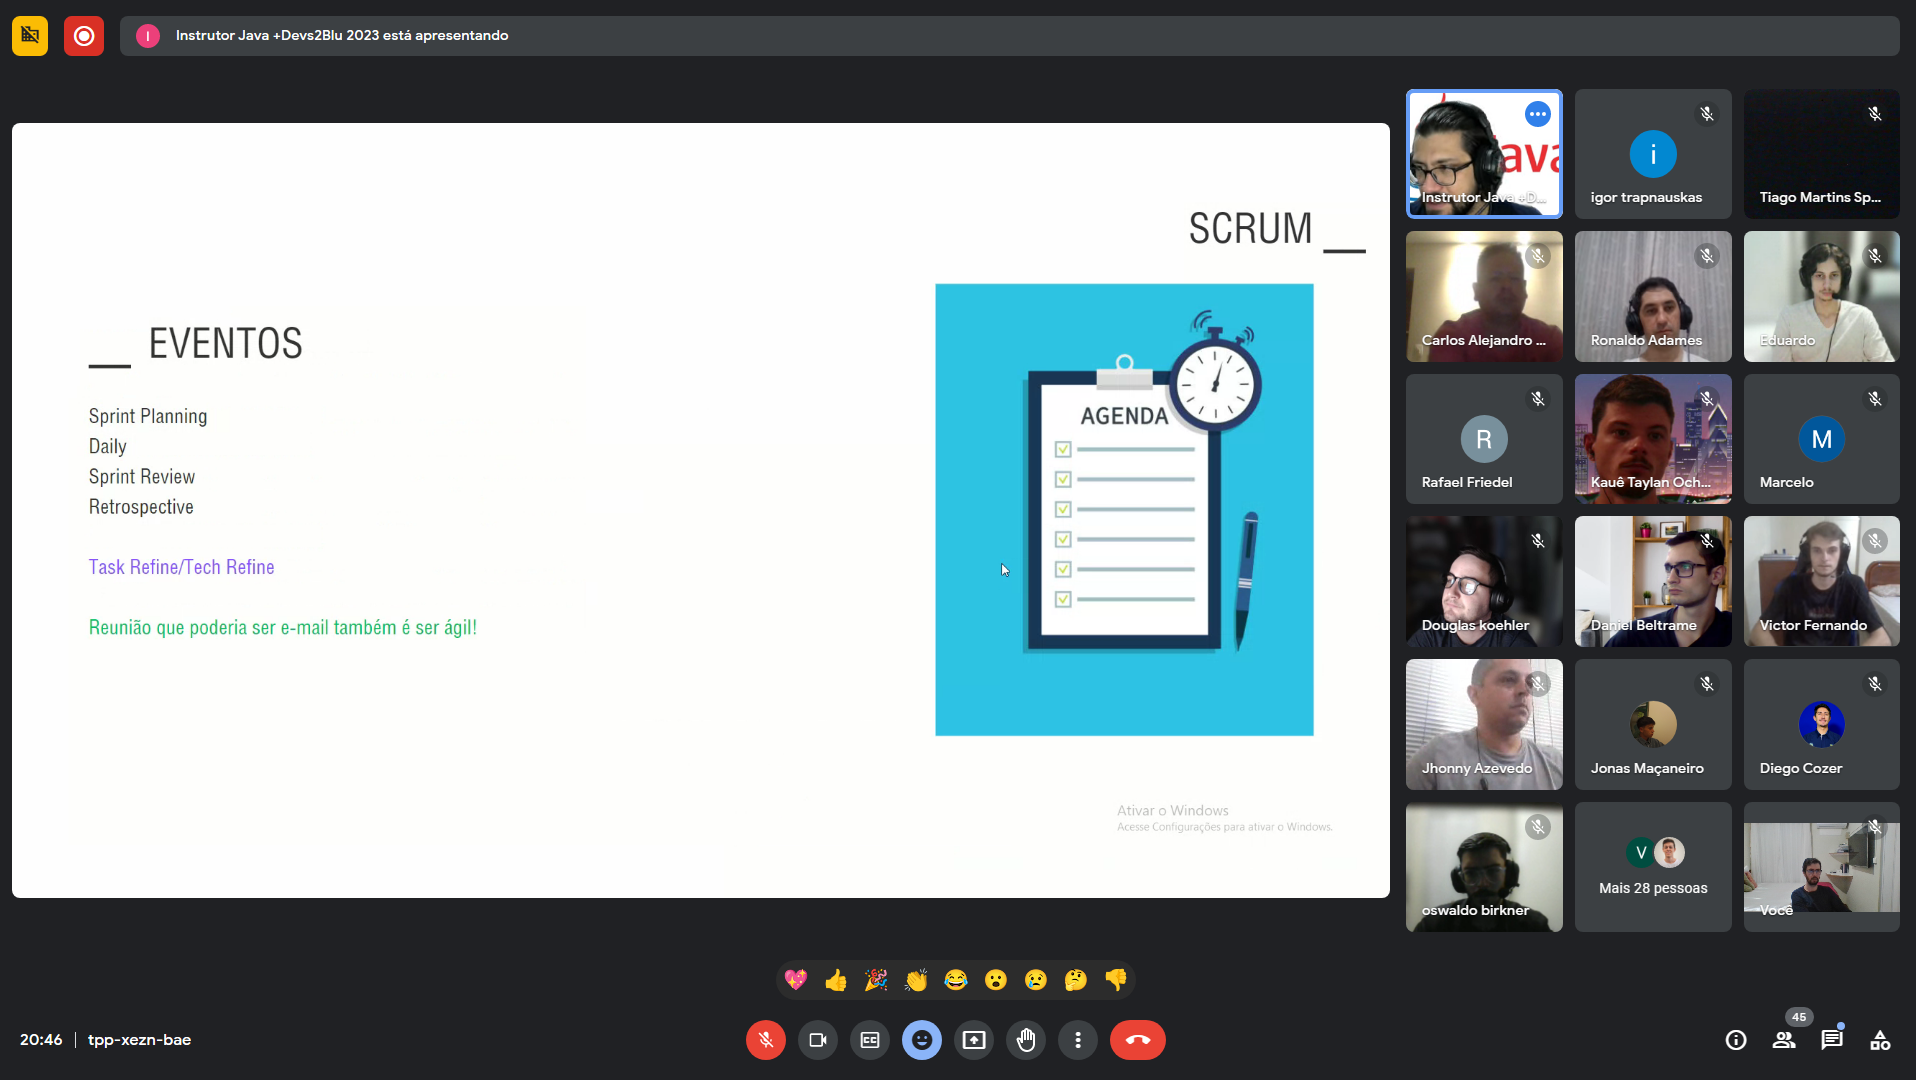 Instrutor Java +Devs2Blu 2023 está apresentando
I
SCRUM
EVENTOS
Sprint Planning
Daily
Sprint Review
Retrospective
Task Refine/Tech Refine
Reunião que poderia ser e-mail também é ser ágil!
AGENDA
Ativar o Windows
Acesse Configurações para ativar o Windows.
ava
Instrutor Java +D...
i
igor trapnauskas
Tiago Martins Sp...
Carlos Alejandro ...
Ronaldo Adames
Eduardo
R
Rafael Friedel
Kauê Taylan Och...
M
Marcelo
Douglas koehler
Daniel Beltrame
Victor Fernando
Jhonny Azevedo
Jonas Maçaneiro
Diego Cozer
oswaldo birkner
V
Mais 28 pessoas
Você
20:46 | tpp-xezn-bae
CC
45